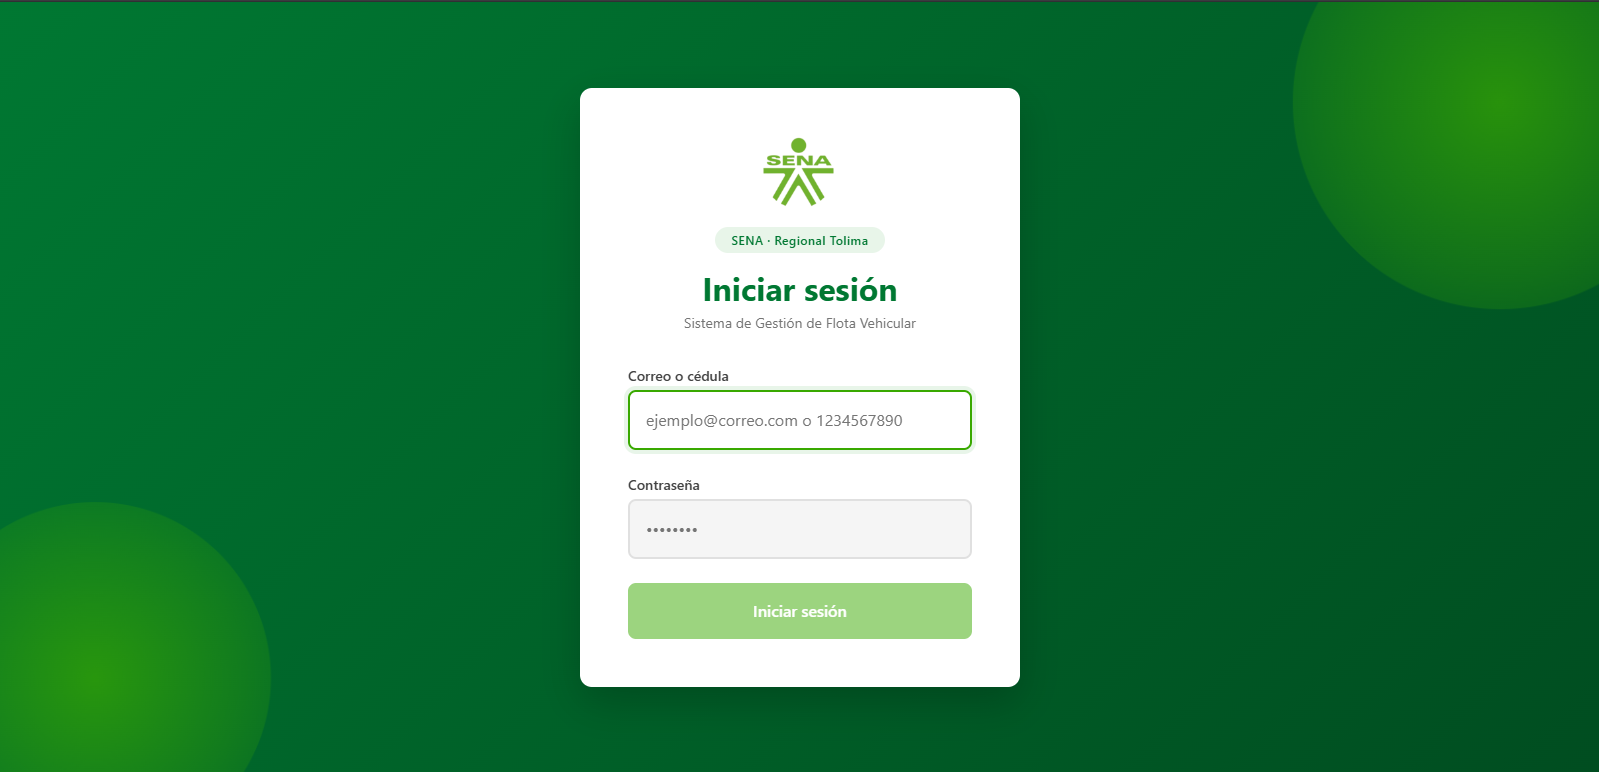 SENA
SENA · Regional Tolima
Iniciar sesión
Sistema de Gestión de Flota Vehicular
Correo o cédula
ejemplo@correo.com o 1234567890
Contraseña
••••••••
Iniciar sesión